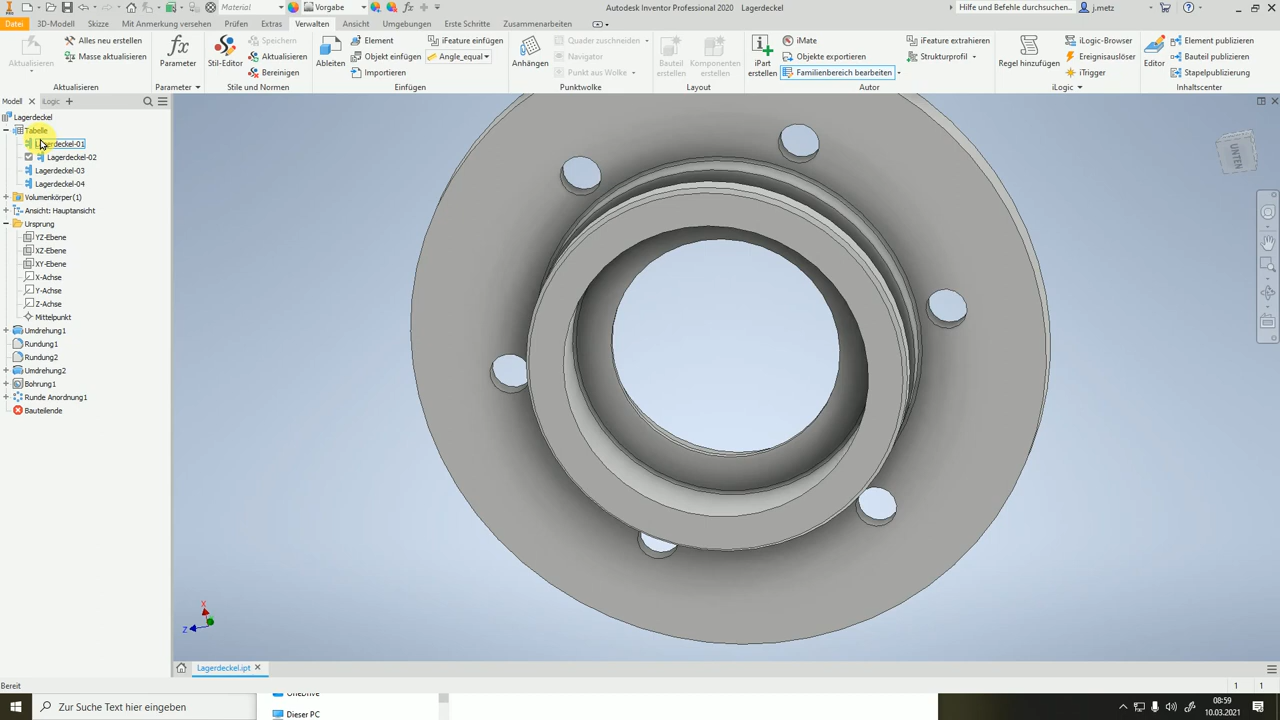 Material
Vorgabe
Autodesk Inventor Professional 2020 Lagerdeckel
Hilfe und Befehle durchsuchen...
j.metz
Datei 3D-Modell Skizze Mit Anmerkung versehen Prüfen Extras Verwalten Ansicht Umgebungen Erste Schritte Zusammenarbeiten
Aktualisieren
Alles neu erstellen
Masse aktualisieren
Aktualisieren
Parameter
Parameter
Stil-Editor
Speichern
Aktualisieren
Bereinigen
Stile und Normen
Ableiten
Element
Objekt einfügen
Importieren
iFeature einfügen
Angle_equal
Einfügen
Anhängen
Quader zuschneiden
Baustelle
Punkt aus Wolke
Punktwolke
Bauteil erstellen
Komponenten erstellen
Layout
iPart erstellen
iMate
Objekte exportieren
Familienbereich bearbeiten
iFeature extrahieren
Strukturprofil
Autor
Regel hinzufügen
iLogic-Browser
Ereignisauslöser
iTrigger
iLogic
Editor
Element publizieren
Bauteil publizieren
Stapelpublizierung
Inhaltscenter
Modell iLogic
Lagerdeckel
Tabelle
Lagerdeckel-01
Lagerdeckel-02
Lagerdeckel-03
Lagerdeckel-04
Volumenkörper(1)
Ansicht: Hauptansicht
Ursprung
YZ-Ebene
XZ-Ebene
XY-Ebene
X-Achse
Y-Achse
Z-Achse
Mittelpunkt
Umdrehung1
Rundung1
Rundung2
Umdrehung2
Bohrung1
Runde Anordnung1
Bauteilende
UNTEN
X
Z
Lagerdeckel.ipt
Bereit
1 1
Zur Suche Text hier eingeben
OneDrive
Dieser PC
08:59
10.03.2021